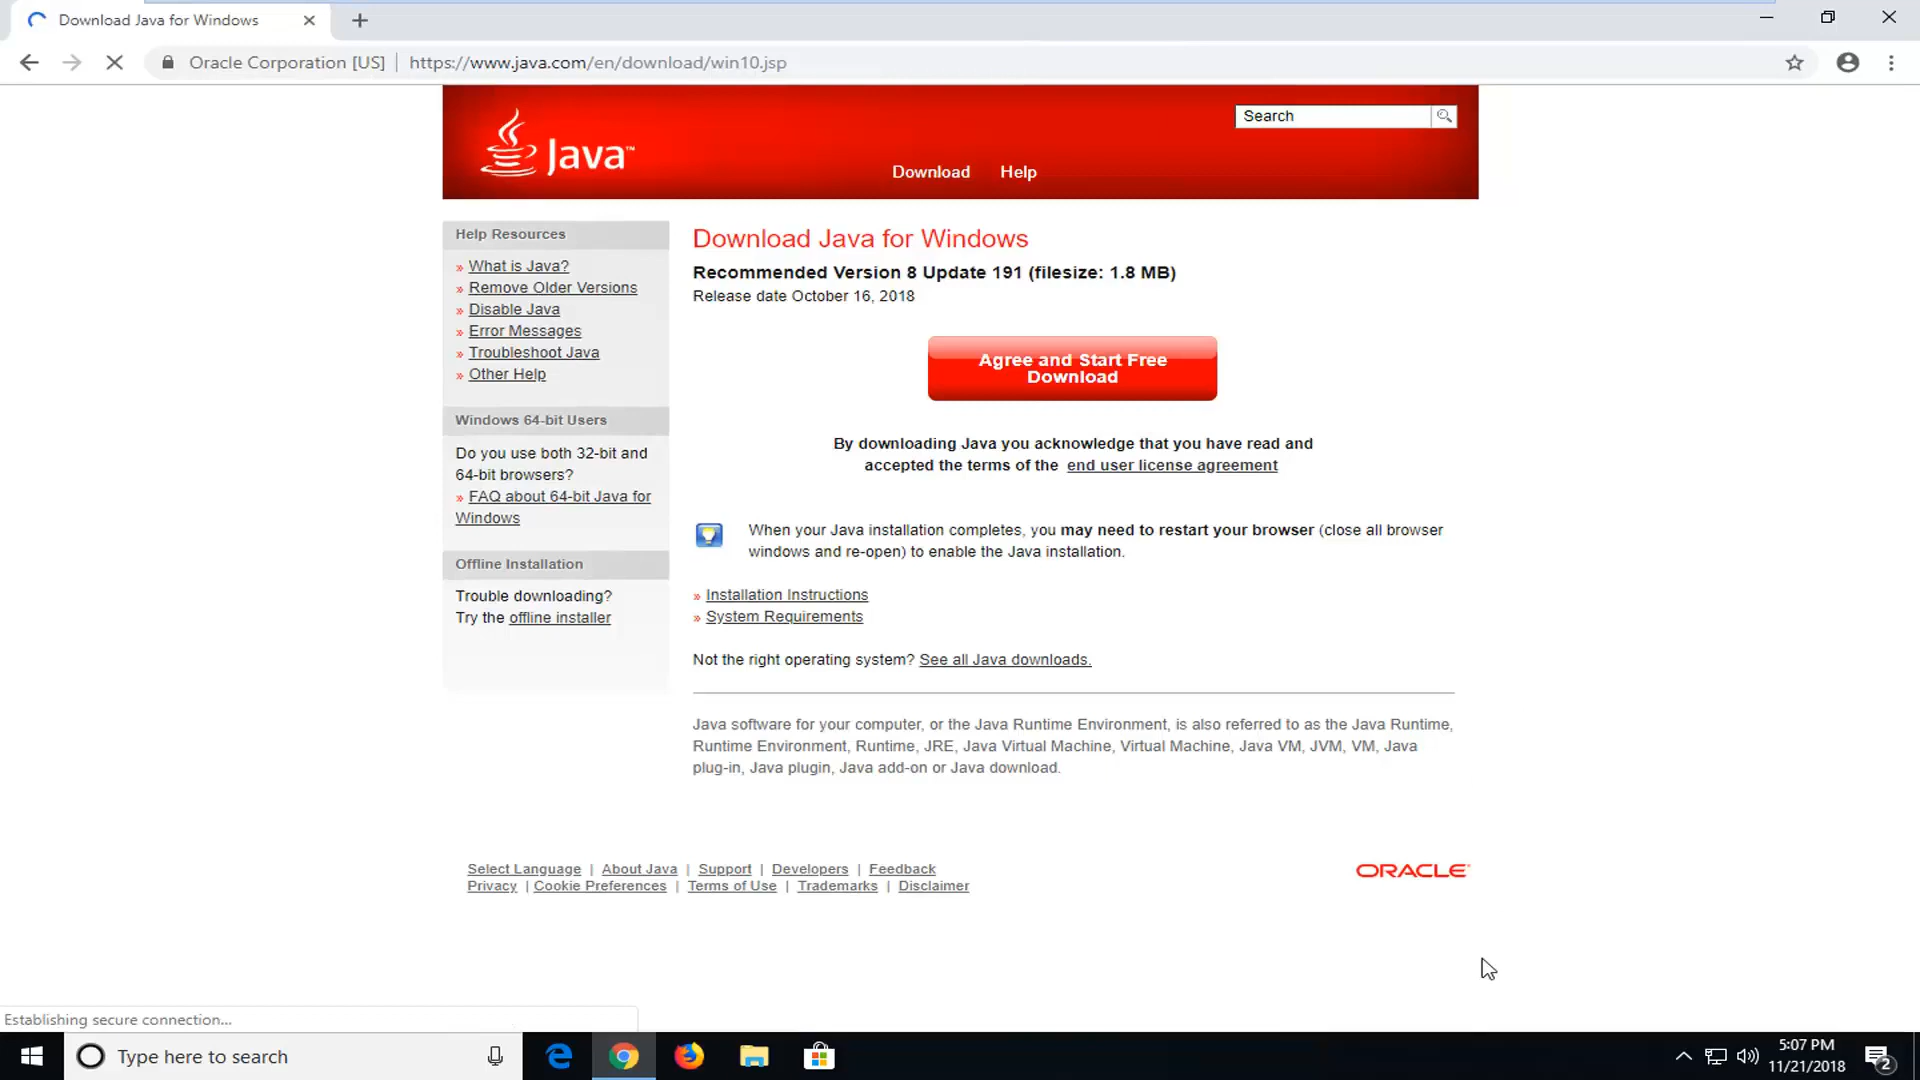 Download Java for Windows
Oracle Corporation [US] https://www.java.com/en/download/win10.jsp
Search
Java™
Download Help
Help Resources
» What is Java?
» Remove Older Versions
» Disable Java
» Error Messages
» Troubleshoot Java
» Other Help
Windows 64-bit Users
Do you use both 32-bit and
64-bit browsers?
» FAQ about 64-bit Java for
Windows
Offline Installation
Trouble downloading?
Try the offline installer
Download Java for Windows
Recommended Version 8 Update 191 (filesize: 1.8 MB)
Release date October 16, 2018
Agree and Start Free
Download
By downloading Java you acknowledge that you have read and
accepted the terms of the end user license agreement
When your Java installation completes, you may need to restart your browser (close all browser
windows and re-open) to enable the Java installation.
» Installation Instructions
» System Requirements
Not the right operating system? See all Java downloads.
Java software for your computer, or the Java Runtime Environment, is also referred to as the Java Runtime,
Runtime Environment, Runtime, JRE, Java Virtual Machine, Virtual Machine, Java VM, JVM, VM, Java
plug-in, Java plugin, Java add-on or Java download.
Select Language | About Java | Support | Developers | Feedback
Privacy | Cookie Preferences | Terms of Use | Trademarks | Disclaimer
ORACLE
Establishing secure connection...
Type here to search
5:07 PM
11/21/2018
2